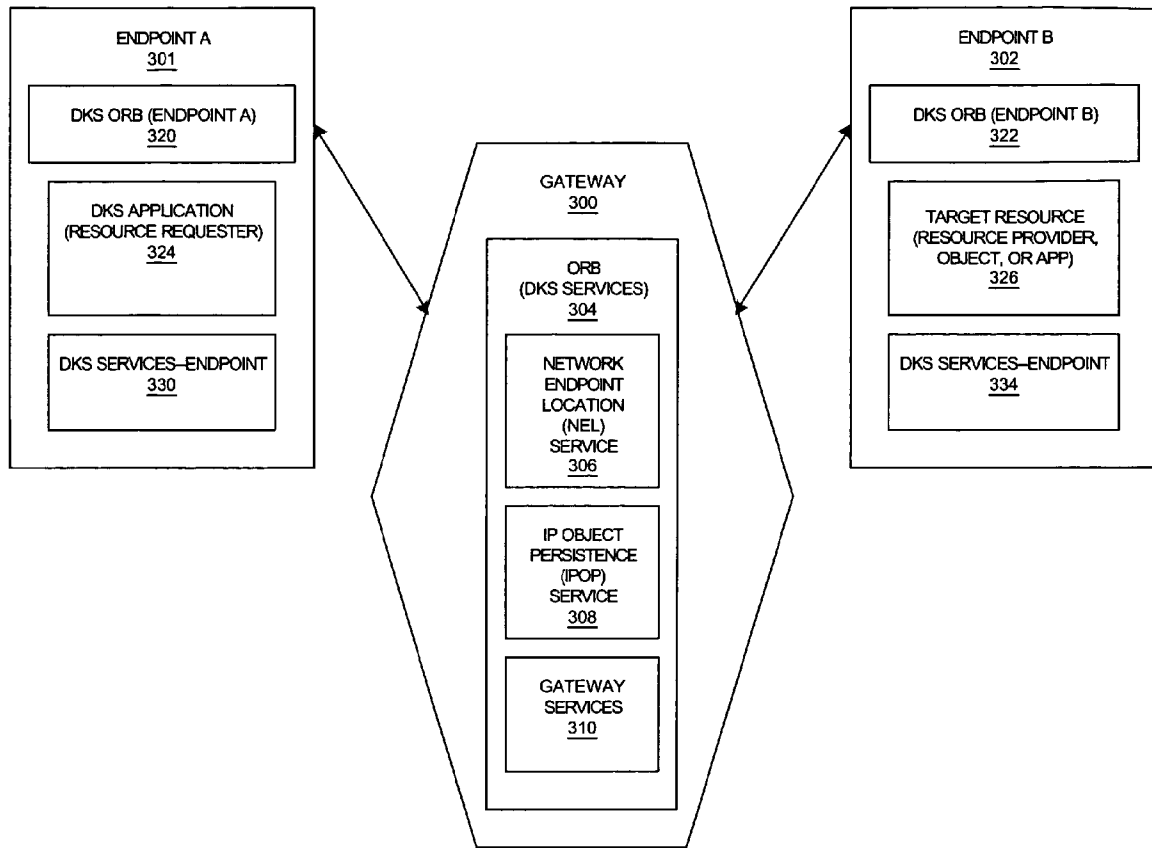 ENDPOINT A
301
DKS ORB (ENDPOINT A)
320
DKS APPLICATION
(RESOURCE REQUESTER)
324
DKS SERVICES–ENDPOINT
330
GATEWAY
300
ORB
(DKS SERVICES)
304
NETWORK
ENDPOINT
LOCATION
(NEL)
SERVICE
306
IP OBJECT
PERSISTENCE
(IPOP)
SERVICE
308
GATEWAY
SERVICES
310
ENDPOINT B
302
DKS ORB (ENDPOINT B)
322
TARGET RESOURCE
(RESOURCE PROVIDER,
OBJECT, OR APP)
326
DKS SERVICES–ENDPOINT
334